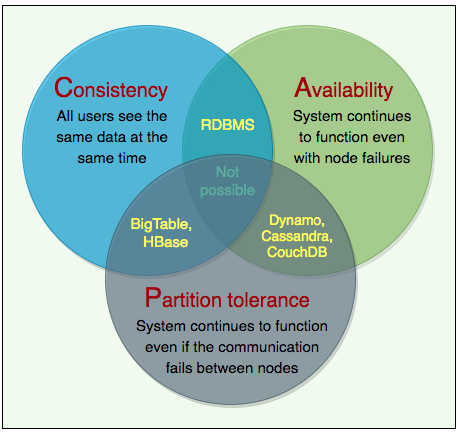 Consistency
All users see the
same data at the
same time
Availability
System continues
to function even
with node failures
RDBMS
Not
possible
BigTable,
HBase
Dynamo,
Cassandra,
CouchDB
Partition tolerance
System continues to function
even if the communication
fails between nodes